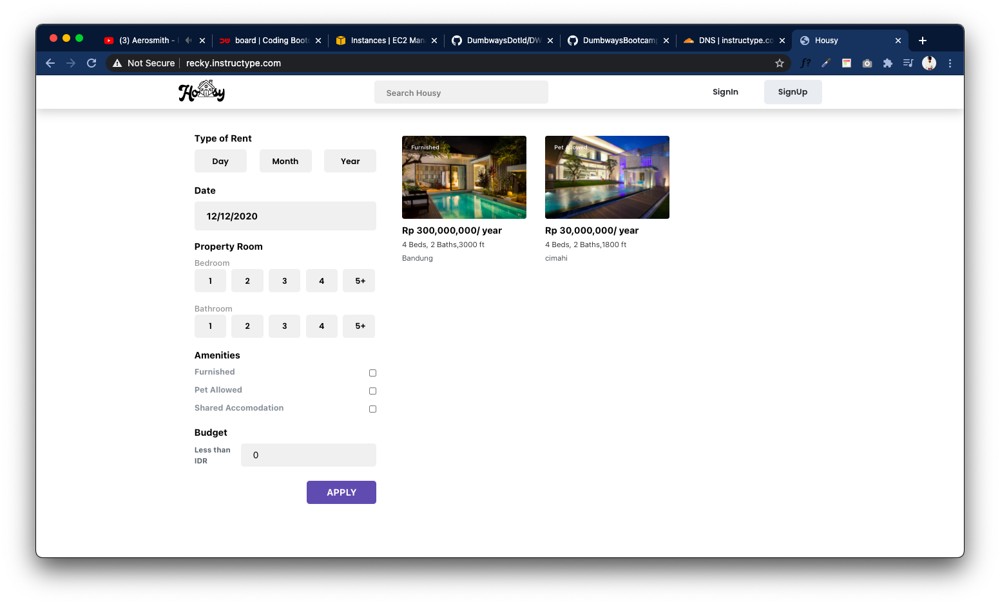 (3) Aerosmith -
board | Coding Boot
Instances | EC2 Man
DumbwaysDotId/DW
DumbwaysBootcam
DNS | instructype.co
Housy
Not Secure
recky.instructype.com
f?
Housy
Search Housy
SignIn
SignUp
Type of Rent
Day
Month
Year
Date
12/12/2020
Property Room
Bedroom
1
2
3
4
5+
Bathroom
1
2
3
4
5+
Amenities
Furnished
Pet Allowed
Shared Accomodation
Budget
Less than
IDR
0
APPLY
Furnished
Rp 300,000,000/ year
4 Beds, 2 Baths,3000 ft
Bandung
Pet Allowed
Rp 30,000,000/ year
4 Beds, 2 Baths,1800 ft
cimahi